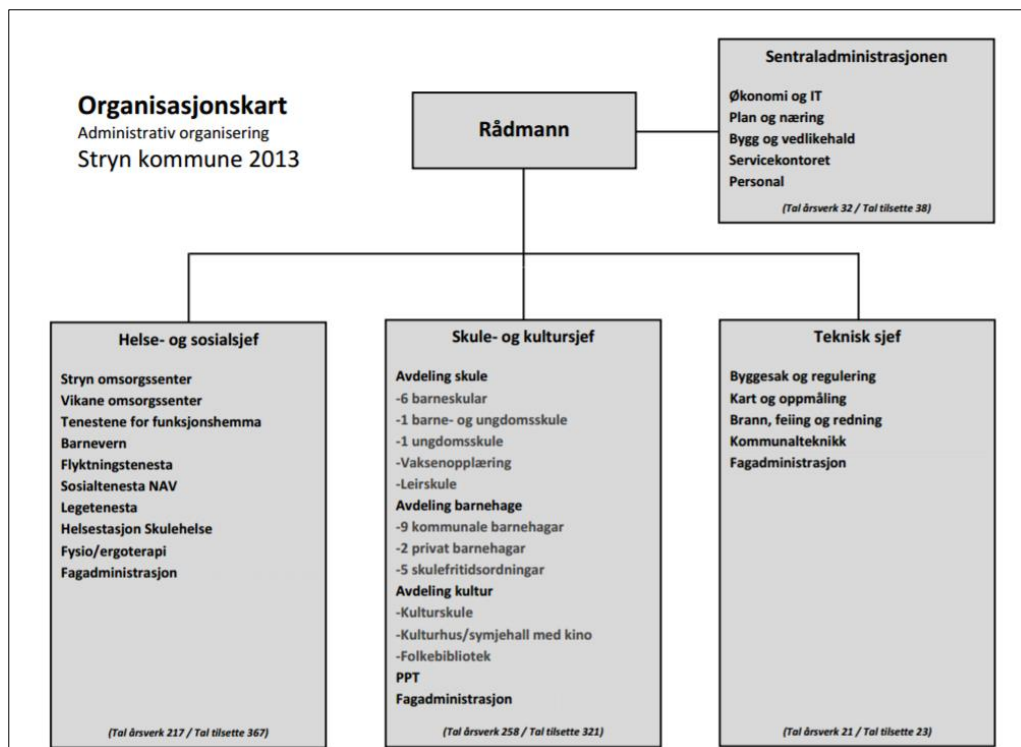 Organisasjonskart
Administrativ organisering
Stryn kommune 2013
Rådmann
Sentraladministrasjonen
Økonomi og IT
Plan og næring
Bygg og vedlikehald
Servicekontoret
Personal
(Tal årsverk 32 / Tal tilsette 38)
Helse- og sosialsjef
Stryn omsorgssenter
Vikane omsorgssenter
Tenestene for funksjonshemma
Barnevern
Flyktningstenesta
Sosialtenesta NAV
Legetenesta
Helsestasjon Skulehelse
Fysio/ergoterapi
Fagadministrasjon
(Tal årsverk 217 / Tal tilsette 367)
Skule- og kultursjef
Avdeling skule
-6 barneskular
-1 barne- og ungdomsskule
-1 ungdomsskule
-Vaksenopplæring
-Leirskule
Avdeling barnehage
-9 kommunale barnehagar
-2 privat barnehagar
-5 skulefritidsordningar
Avdeling kultur
-Kulturskule
-Kulturhus/symjehall med kino
-Folkebibliotek
PPT
Fagadministrasjon
(Tal årsverk 258 / Tal tilsette 321)
Teknisk sjef
Byggesak og regulering
Kart og oppmåling
Brann, feiing og redning
Kommunalteknikk
Fagadministrasjon
(Tal årsverk 21 / Tal tilsette 23)